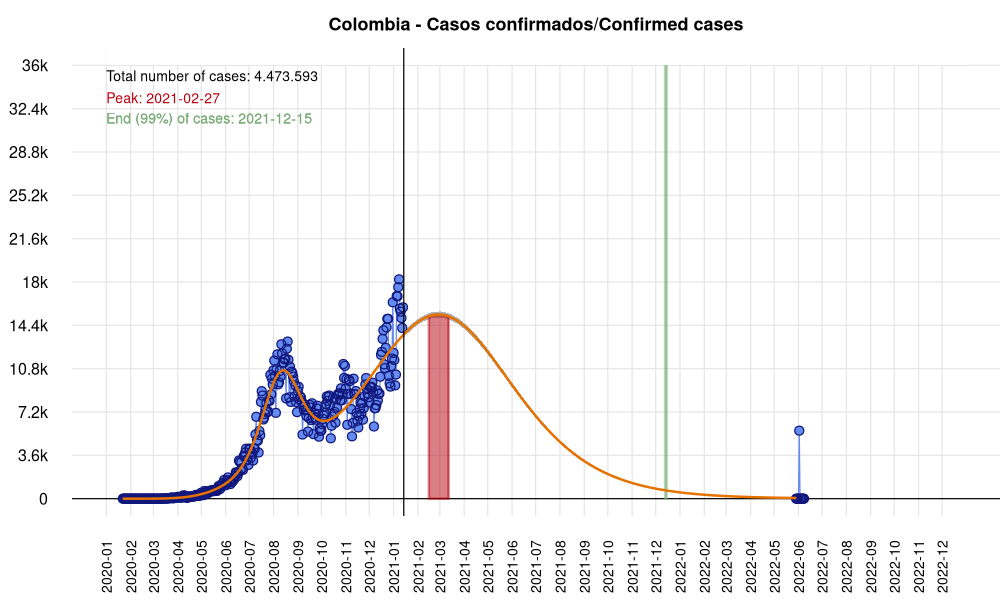 Colombia - Casos confirmados/Confirmed cases
36k
32.4k
28.8k
25.2k
21.6k
18k
14.4k
10.8k
7.2k
3.6k
0
Total number of cases: 4.473.593
Peak: 2021-02-27
End (99%) of cases: 2021-12-15
2020-01
2020-02
2020-03
2020-04
2020-05
2020-06
2020-07
2020-08
2020-09
2020-10
2020-11
2020-12
2021-01
2021-03
2021-04
2021-05
2021-06
2021-07
2021-08
2021-09
2021-10
2021-11
2021-12
2022-01
2022-02
2022-03
2022-04
2022-05
2022-06
2022-07
2022-08
2022-09
2022-10
2022-11
2022-12